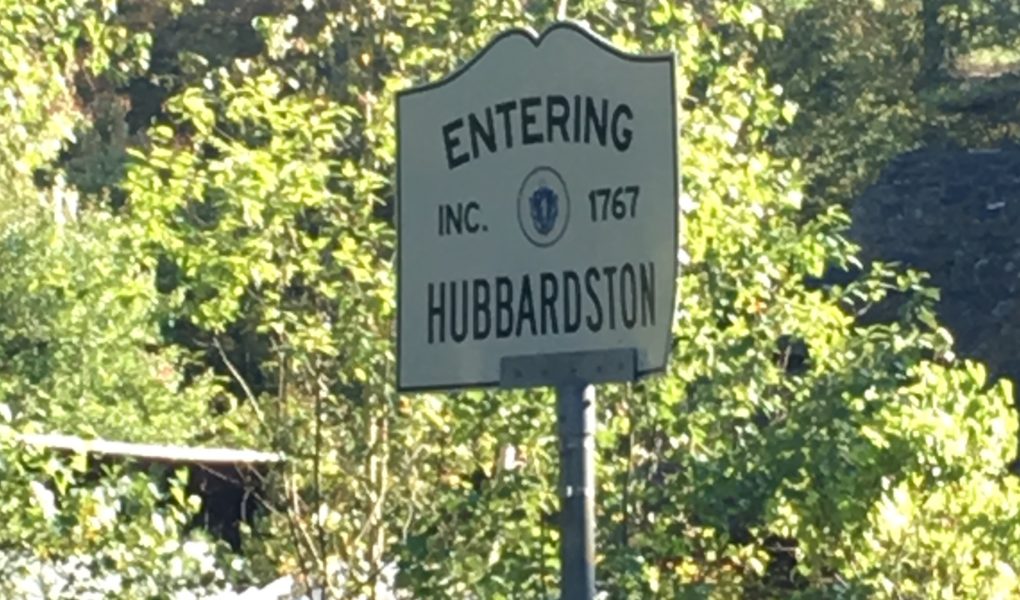 ENTERING
INC. 1767
HUBBARDSTON